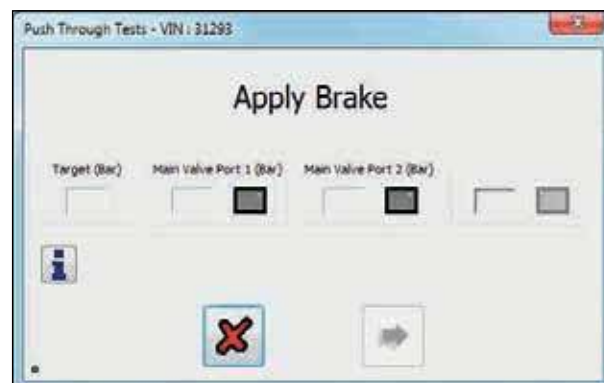 Push Through Tests - VIN : 31293
Apply Brake
Target (Bar) Main Valve Port 1 (Bar) Main Valve Port 2 (Bar)
i